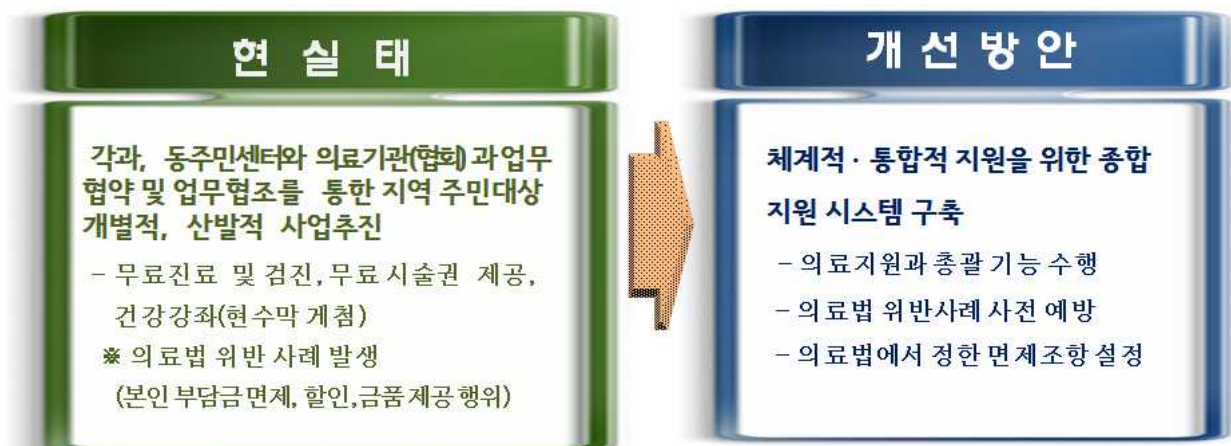 현 실 태
각과, 동주민센터와 의료기관(협회)과 업무
협약 및 업무협조를 통한 지역 주민대상
개별적, 산발적 사업추진
- 무료진료 및 검진, 무료 시술권 제공,
건강강좌(현수막 게첨)
※ 의료법 위반 사례 발생
(본인 부담금 면제, 할인,금품 제공 행위)
개 선 방 안
체계적 · 통합적 지원을 위한 종합
지원 시스템 구축
- 의료지원과 총괄 기능 수행
- 의료법 위반사례 사전 예방
- 의료법에서 정한 면제조항 설정